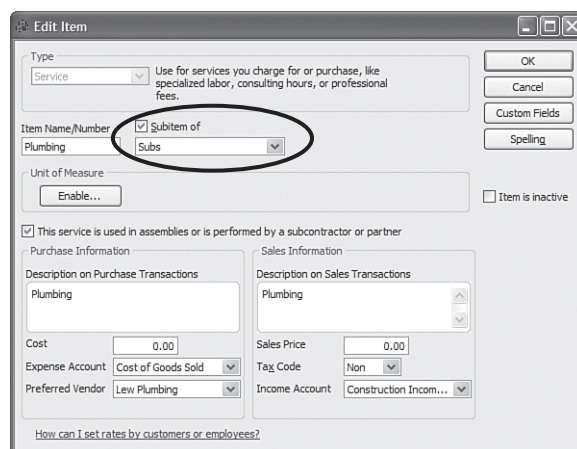 Edit Item
Type
Service
Use for services you charge for or purchase, like
specialized labor, consulting hours, or professional
fees.
OK
Cancel
Custom Fields
Spelling
Item Name/Number
Subitem of
Plumbing
Subs
Unit of Measure
Enable...
Item is inactive
This service is used in assemblies or is performed by a subcontractor or partner
Purchase Information
Description on Purchase Transactions
Plumbing
Cost
0.00
Expense Account
Cost of Goods Sold
Preferred Vendor
Lew Plumbing
Sales Information
Description on Sales Transactions
Plumbing
Sales Price
0.00
Tax Code
Non
Income Account
Construction Incom...
How can I set rates by customers or employees?